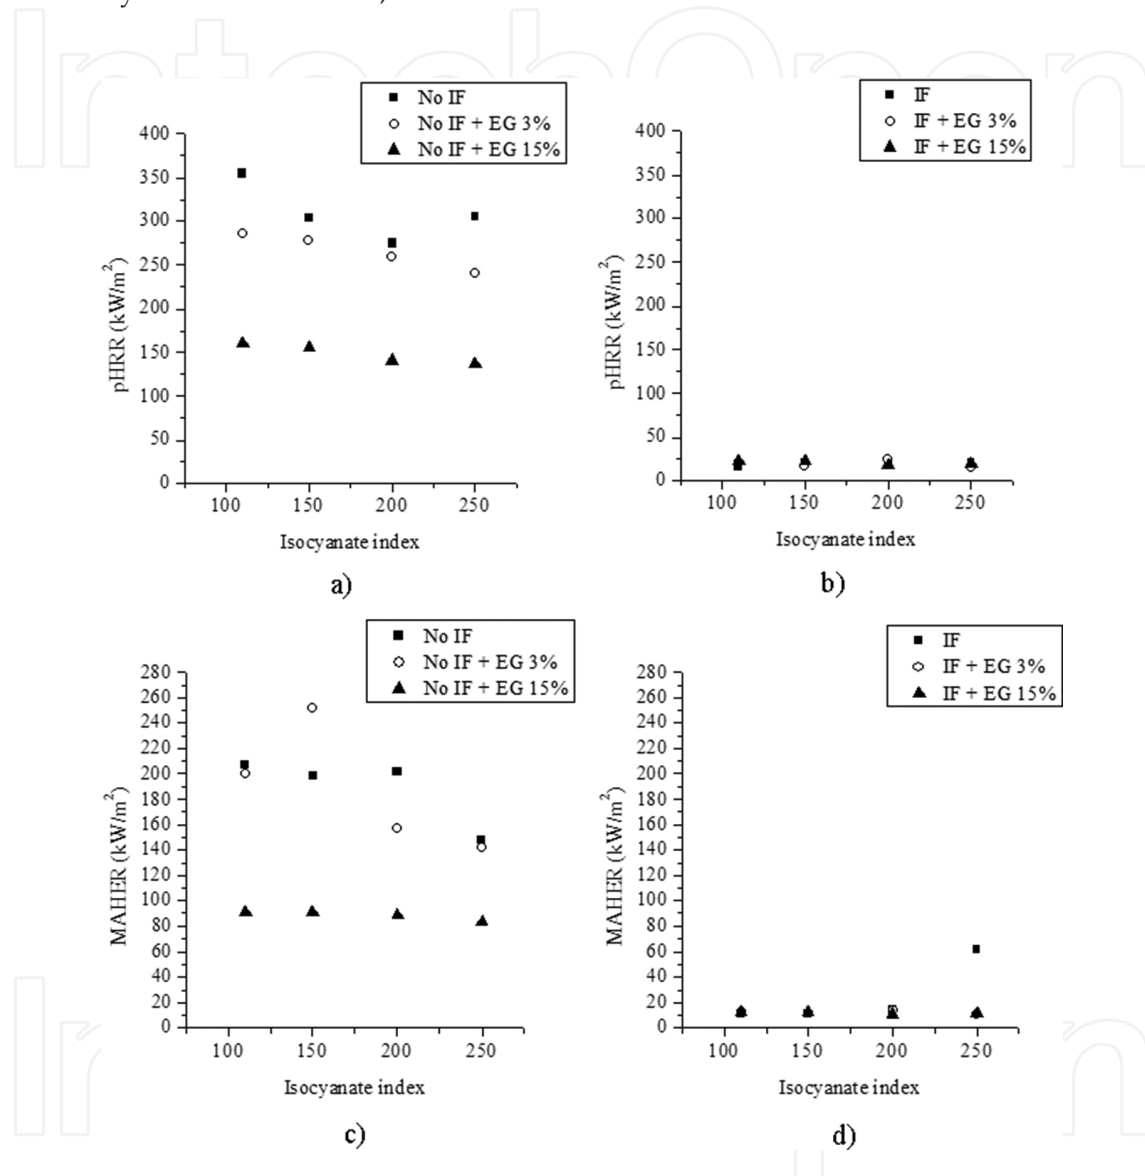 No IF
No IF + EG 3%
No IF + EG 15%
400
350
300
250
200
150
100
50
0
pHRR (kW/m²)
100 150 200 250
Isocyanate index
a)
IF
IF + EG 3%
IF + EG 15%
400
350
300
250
200
150
100
50
0
pHRR (kW/m²)
100 150 200 250
Isocyanate index
b)
No IF
No IF + EG 3%
No IF + EG 15%
280
260
240
220
200
180
160
140
120
100
80
60
40
20
0
MAHER (kW/m²)
100 150 200 250
Isocyanate index
c)
IF
IF + EG 3%
IF + EG 15%
280
260
240
220
200
180
160
140
120
100
80
60
40
20
0
MAHER (kW/m²)
100 150 200 250
Isocyanate index
d)